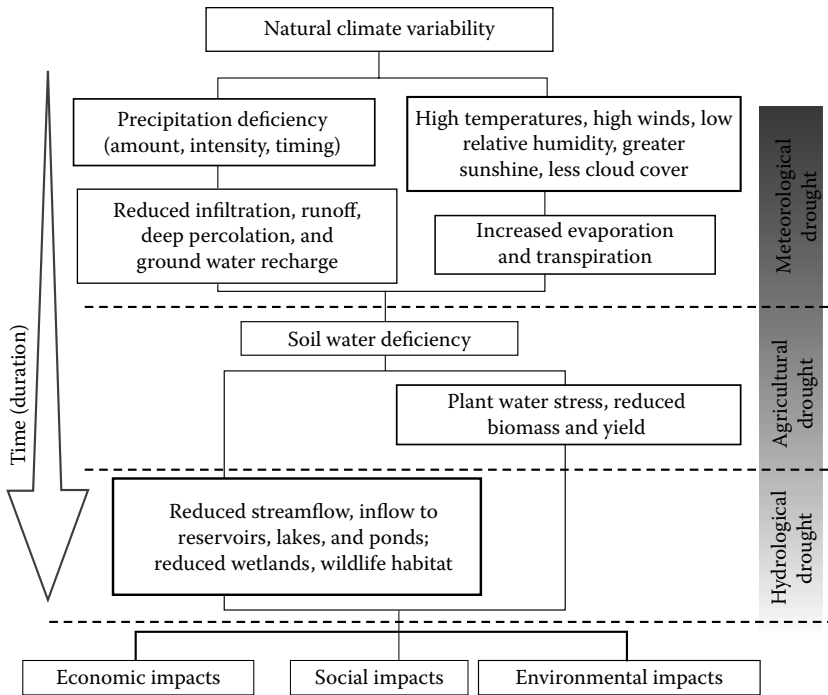 Natural climate variability
Precipitation deficiency
(amount, intensity, timing)
High temperatures, high winds, low
relative humidity, greater
sunshine, less cloud cover
Reduced infiltration, runoff,
deep percolation, and
ground water recharge
Increased evaporation
and transpiration
Meteorological
drought
Time (duration)
Soil water deficiency
Plant water stress, reduced
biomass and yield
Agricultural
drought
Reduced streamflow, inflow to
reservoirs, lakes, and ponds;
reduced wetlands, wildlife habitat
Hydrological
drought
Economic impacts
Social impacts
Environmental impacts